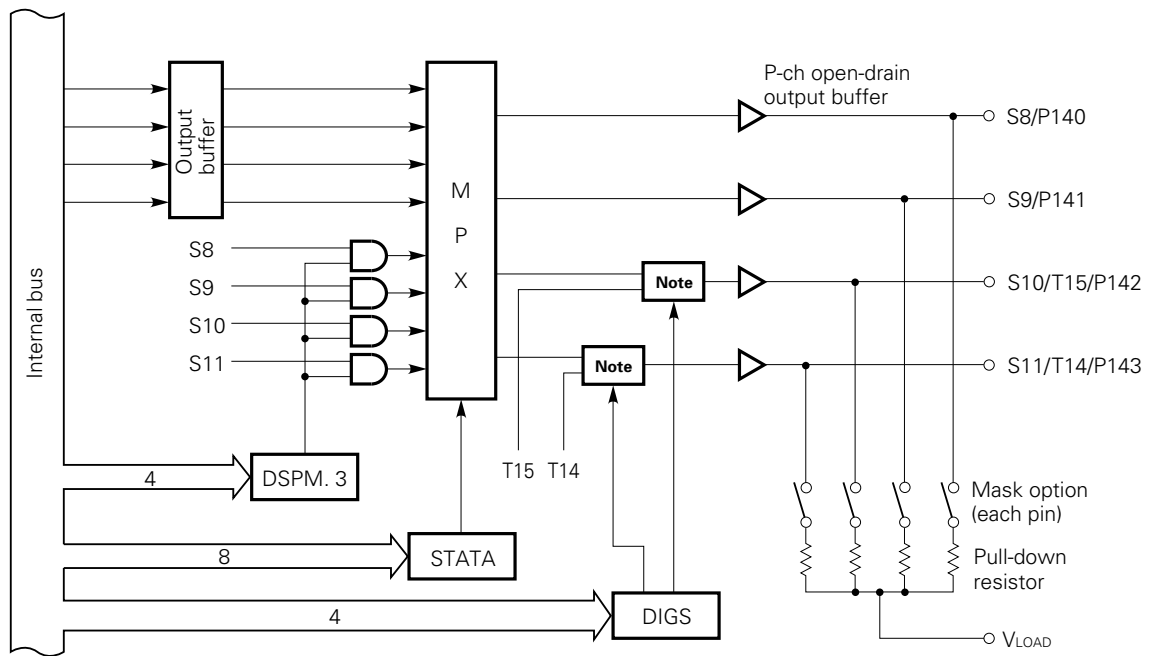 P-ch open-drain
output buffer
S8/P140
Output
buffer
M
P
X
S9/P141
S8
S9
S10
S11
Note
S10/T15/P142
Note
S11/T14/P143
Internal bus
T15 T14
4
DSPM. 3
Mask option
(each pin)
8
STATA
Pull-down
resistor
4
DIGS
VLOAD